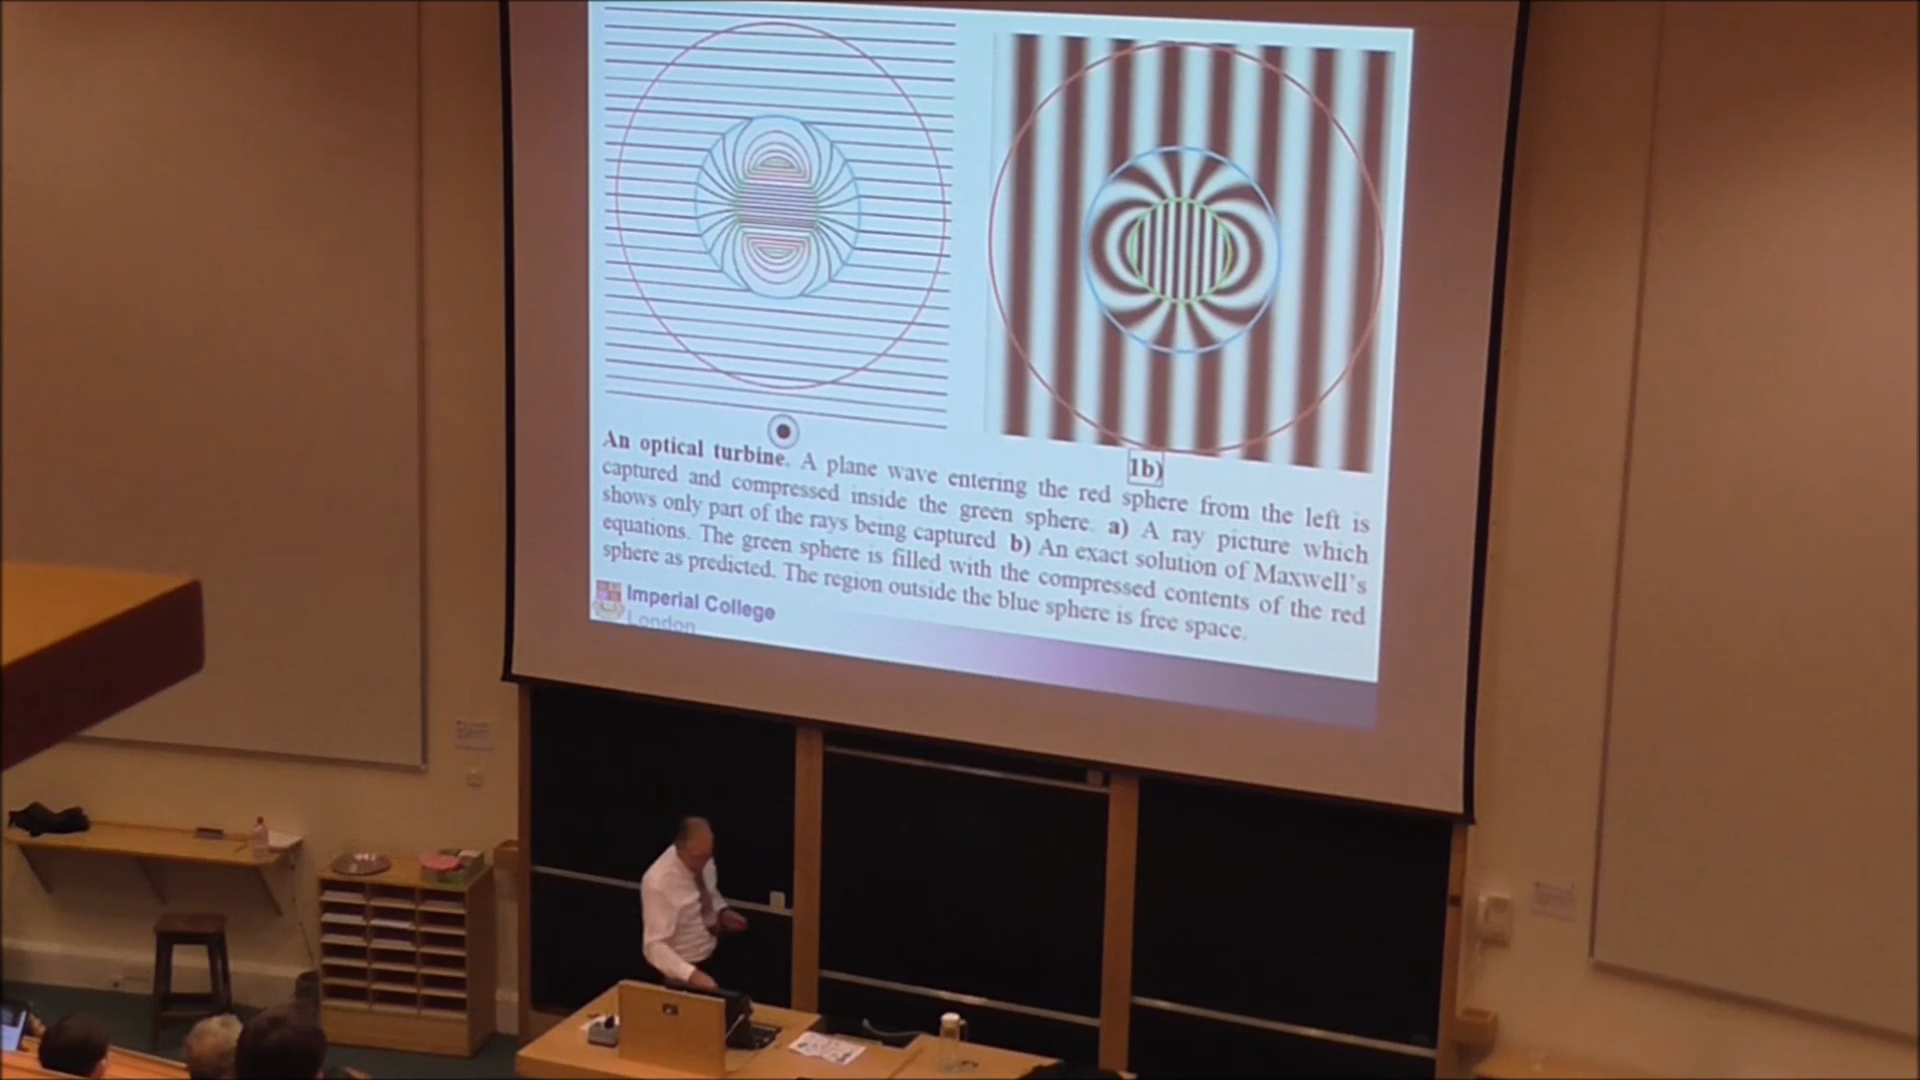 1b)
An optical turbine. A plane wave entering the red sphere from the left is
captured and compressed inside the green sphere. a) A ray picture which
shows only part of the rays being captured b) An exact solution of Maxwell's
equations. The green sphere is filled with the compressed contents of the red
sphere as predicted. The region outside the blue sphere is free space.
Imperial College
London